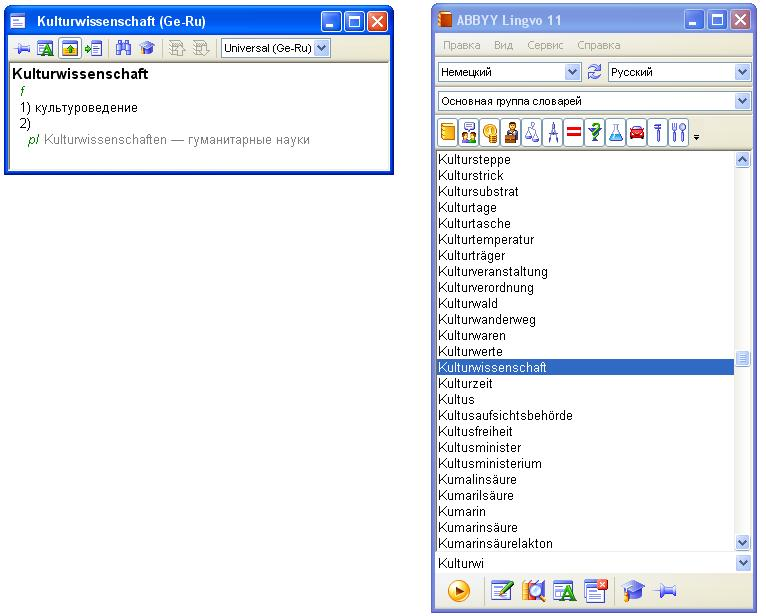 Kulturwissenschaft (Ge-Ru)
Universal (Ge-Ru)
Kulturwissenschaft
f
1) культуроведение
2)
pl Kulturwissenschaften — гуманитарные науки
ABBYY Lingvo 11
Правка Вид Сервис Справка
Немецкий Русский
Основная группа словарей
Kultursteppe
Kulturstrick
Kultursubstrat
Kulturtage
Kulturtasche
Kulturtemperatur
Kulturträger
Kulturveranstaltung
Kulturverordnung
Kulturwald
Kulturwanderweg
Kulturwaren
Kulturwerte
Kulturwissenschaft
Kulturzeit
Kultus
Kultusaufsichtsbehörde
Kultusfreiheit
Kultusminister
Kultusministerium
Kumalinsäure
Kumarilsäure
Kumarin
Kumarinsäure
Kumarinsäurelakton
Kulturwi